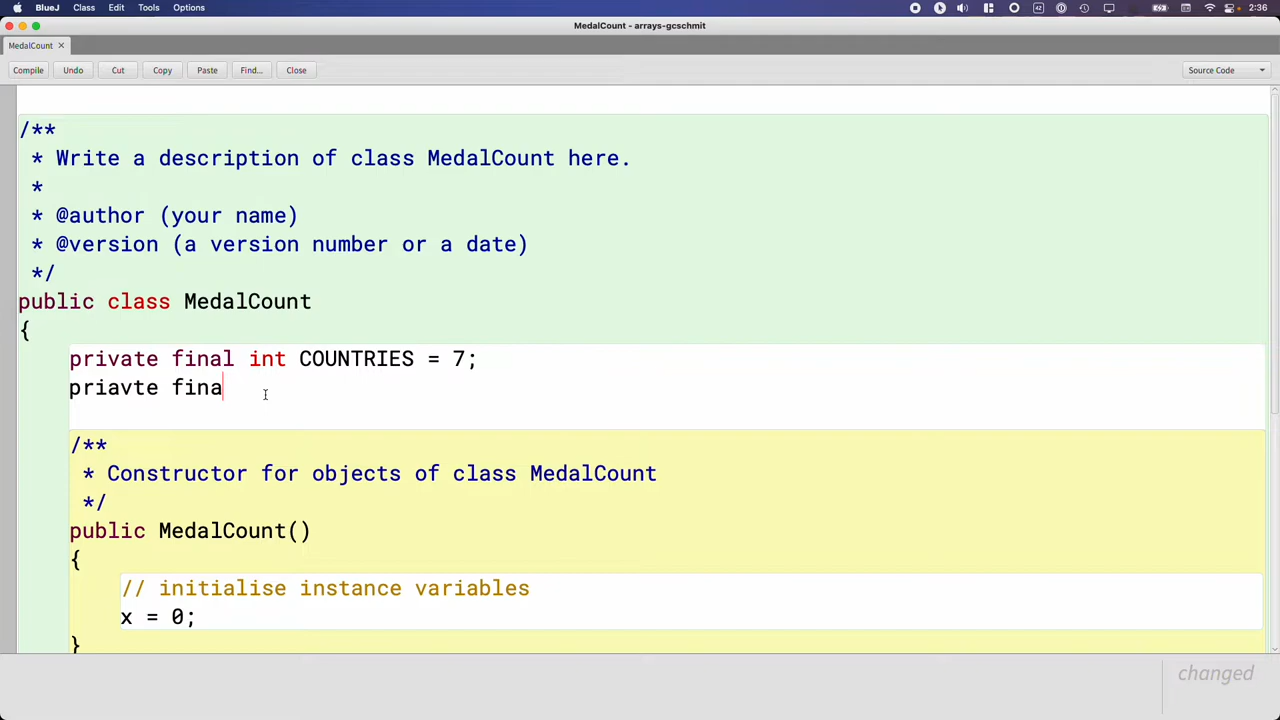 BlueJ Class Edit Tools Options 2:36
MedalCount - arrays-gcschmit
MedalCount ✕
Compile Undo Cut Copy Paste Find... Close Source Code
/**
* Write a description of class MedalCount here.
*
* @author (your name)
* @version (a version number or a date)
*/
public class MedalCount
{
private final int COUNTRIES = 7;
priavte fina
/**
* Constructor for objects of class MedalCount
*/
public MedalCount()
{
// initialise instance variables
x = 0;
}
changed